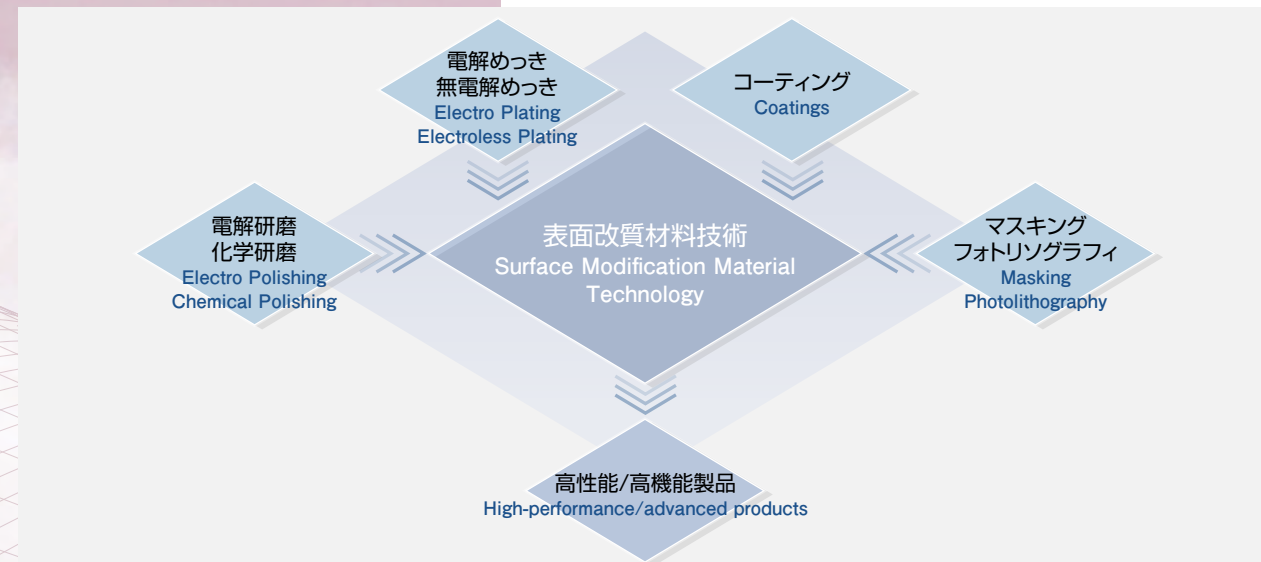 電解めっき
無電解めっき
Electro Plating
Electroless Plating
コーティング
Coatings
電解研磨
化学研磨
Electro Polishing
Chemical Polishing
表面改質材料技術
Surface Modification Material
Technology
マスキング
フォトリソグラフィ
Masking
Photolithography
高性能/高機能製品
High-performance/advanced products